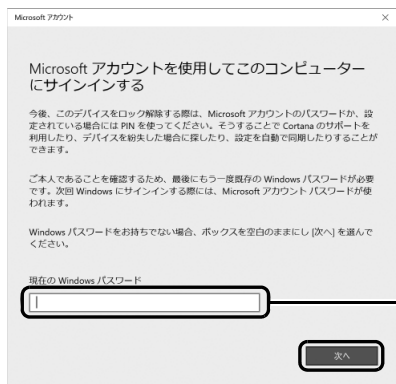 Microsoft アカウント
Microsoft アカウントを使用してこのコンピューター
にサインインする
今後、このデバイスをロック解除する際は、Microsoft アカウントのパスワードか、設
定されている場合には PIN を使ってください。そうすることで Cortana のサポートを
利用したり、デバイスを紛失した場合に探したり、設定を自動で同期したりすることが
できます。
ご本人であることを確認するため、最後にもう一度既存の Windows パスワードが必要
です。次回 Windows にサインインする際には、Microsoft アカウント パスワードが使
われます。
Windows パスワードをお持ちでない場合、ボックスを空白のままにし [次へ] を選んで
ください。
現在の Windows パスワード
次へ